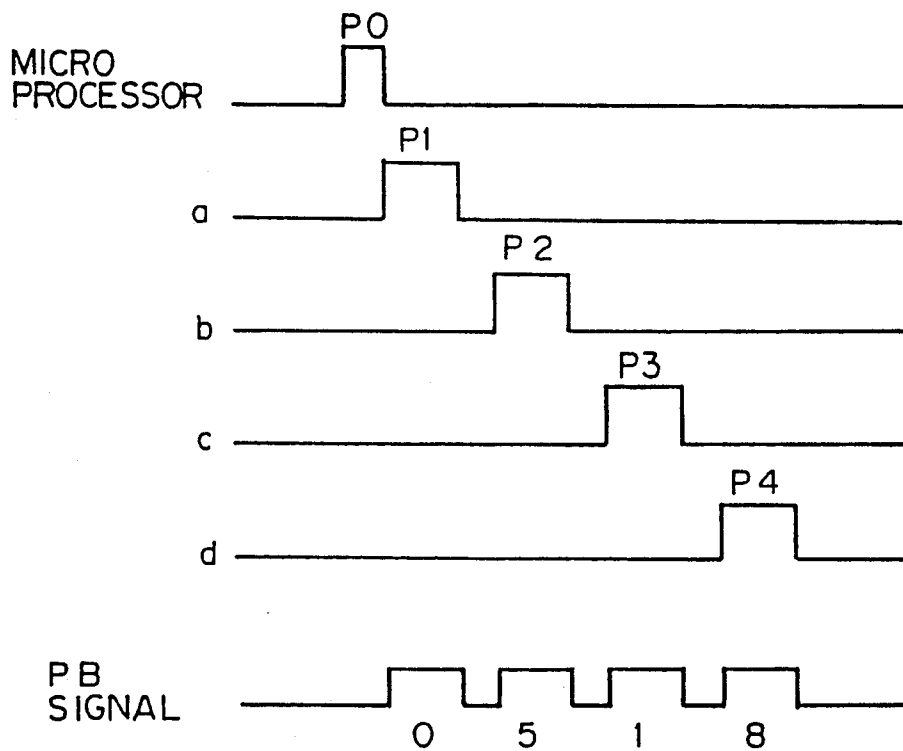 P0
MICRO
PROCESSOR
P1
a
P2
b
P3
c
P4
d
PB
SIGNAL
0 5 1 8